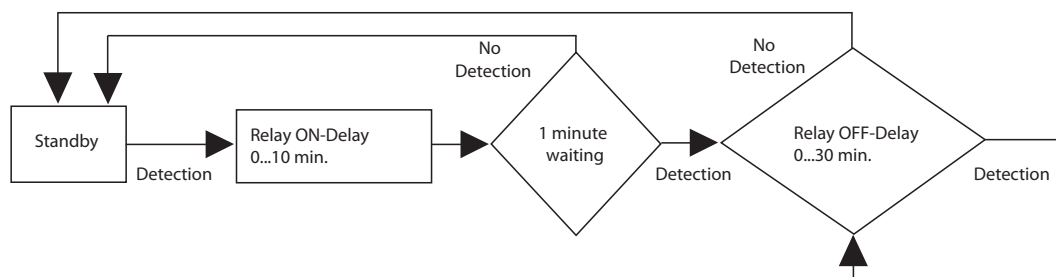 No
Detection
No
Detection
Standby
Relay ON-Delay
0...10 min.
1 minute
waiting
Relay OFF-Delay
0...30 min.
Detection
Detection
Detection